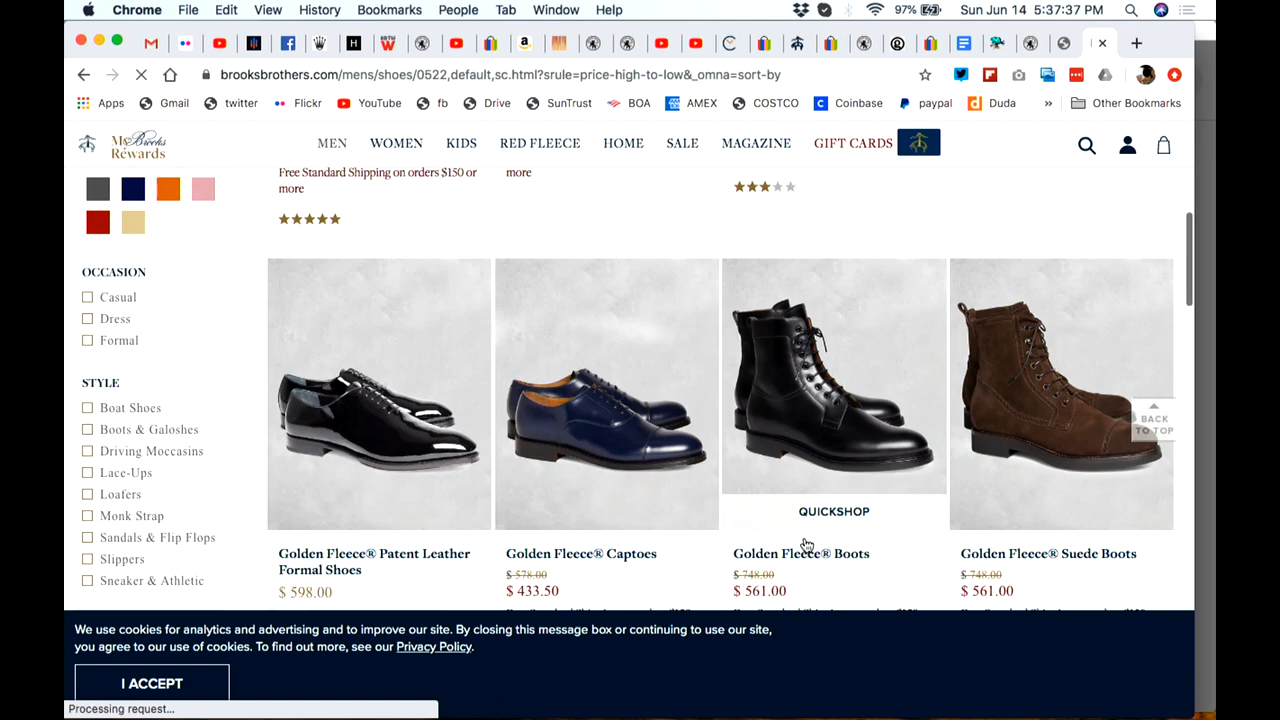 Chrome File Edit View History Bookmarks People Tab Window Help 97% Sun Jun 14 5:37:37 PM
brooksbrothers.com/mens/shoes/0522,default,sc.html?srule=price-high-to-low&_omna=sort-by
Apps Gmail twitter Flickr YouTube fb Drive SunTrust BOA AMEX COSTCO Coinbase paypal Duda » Other Bookmarks
My Brooks Rewards MEN WOMEN KIDS RED FLEECE HOME SALE MAGAZINE GIFT CARDS
Free Standard Shipping on orders $150 or
more
more
OCCASION
Casual
Dress
Formal
STYLE
Boat Shoes
Boots & Galoshes
Driving Moccasins
Lace-Ups
Loafers
Monk Strap
Sandals & Flip Flops
Slippers
Sneaker & Athletic
BACK
TO TOP
QUICKSHOP
Golden Fleece® Patent Leather
Formal Shoes
$ 598.00
Golden Fleece® Captoes
$ 578.00
$ 433.50
Golden Fleece® Boots
$ 748.00
$ 561.00
Golden Fleece® Suede Boots
$ 748.00
$ 561.00
We use cookies for analytics and advertising and to improve our site. By closing this message box or continuing to use our site,
you agree to our use of cookies. To find out more, see our Privacy Policy.
I ACCEPT
Processing request...